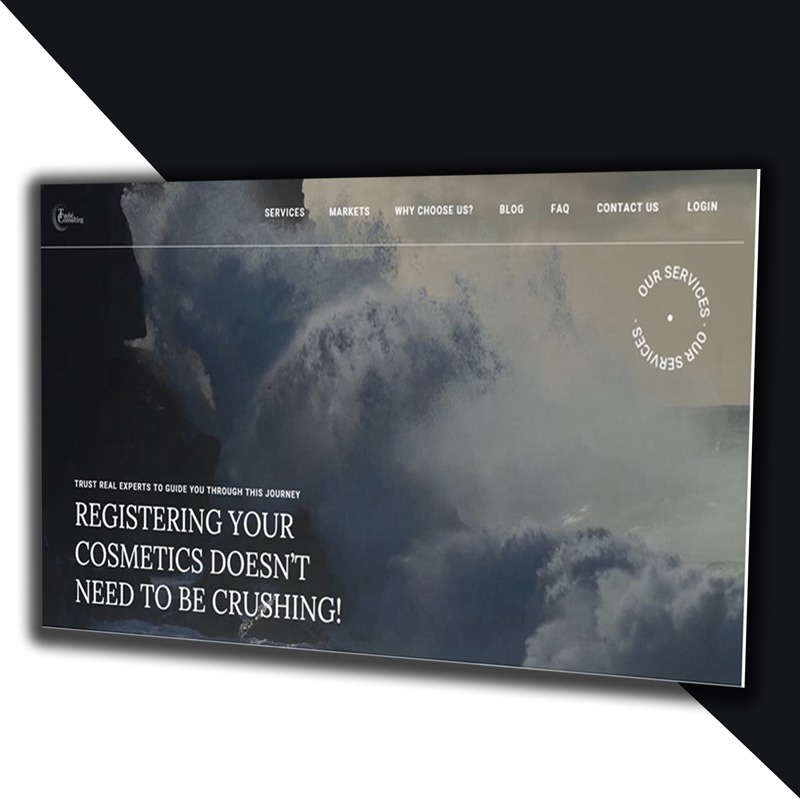 Consulting
SERVICES
MARKETS
WHY CHOOSE US?
BLOG
FAQ
CONTACT US
LOGIN
OUR SERVICES · OUR SERVICES ·
TRUST REAL EXPERTS TO GUIDE YOU THROUGH THIS JOURNEY
REGISTERING YOUR
COSMETICS DOESN'T
NEED TO BE CRUSHING!